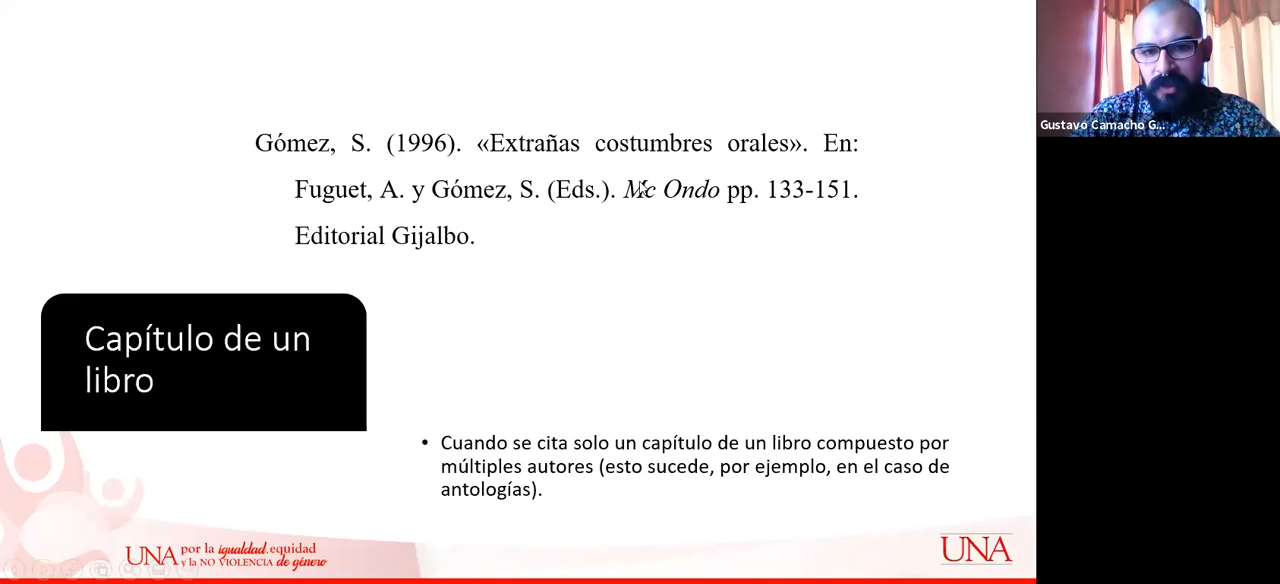 Gómez, S. (1996). «Extrañas costumbres orales». En:
Fuguet, A. y Gómez, S. (Eds.). Mc Ondo pp. 133-151.
Editorial Gijalbo.
Gustavo Camacho G...
Capítulo de un
libro
• Cuando se cita solo un capítulo de un libro compuesto por
múltiples autores (esto sucede, por ejemplo, en el caso de
antologías).
UNA por la igualdad, equidad
y la NO VIOLENCIA de género
UNA